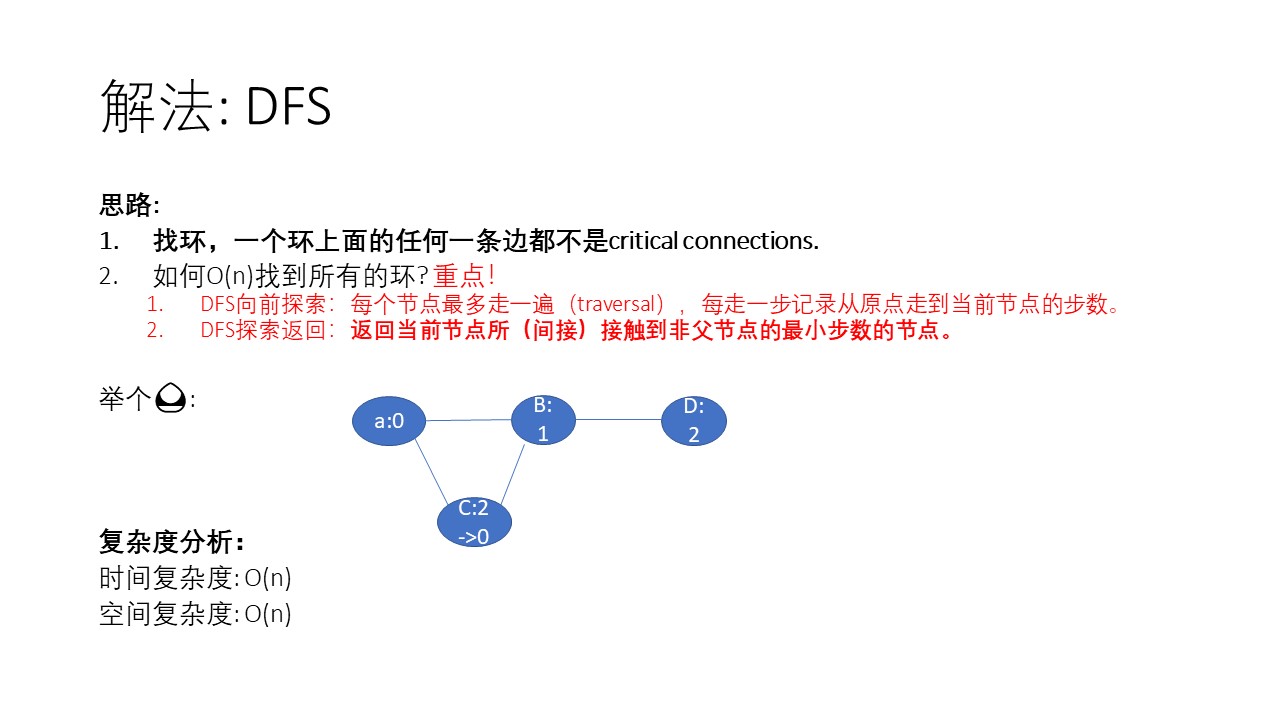 解法: DFS
思路:
1. 找环，一个环上面的任何一条边都不是critical connections.
2. 如何O(n)找到所有的环? 重点！
1. DFS向前探索：每个节点最多走一遍（traversal），每走一步记录从原点走到当前节点的步数。
2. DFS探索返回：返回当前节点所（间接）接触到非父节点的最小步数的节点。
举个🍙:
a:0
B:
1
D:
2
C:2
->0
复杂度分析：
时间复杂度: O(n)
空间复杂度: O(n)